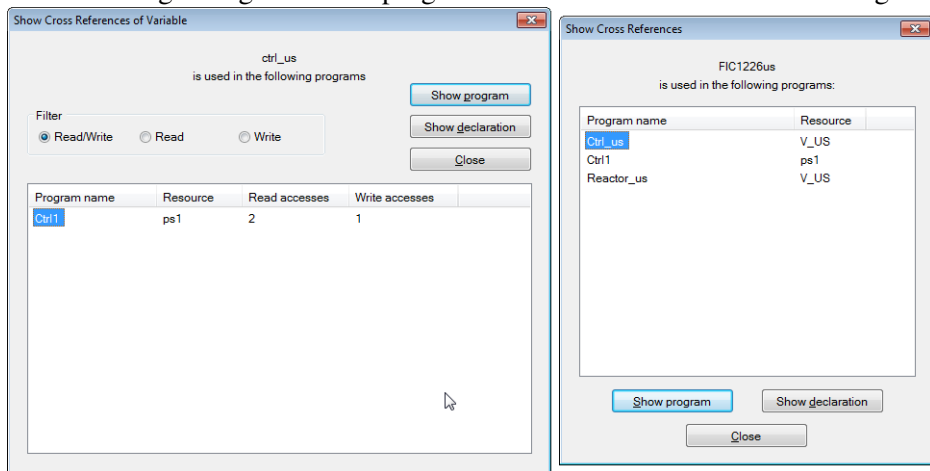 Show Cross References of Variable
ctrl_us
is used in the following programs
Show program
Filter
Read/Write Read Write
Show declaration
Close
Program name Resource Read accesses Write accesses
Ctrl1 ps1 2 1
Show Cross References
FIC1226us
is used in the following programs:
Program name Resource
Ctrl_us V_US
Ctrl1 ps1
Reactor_us V_US
Show program Show declaration
Close